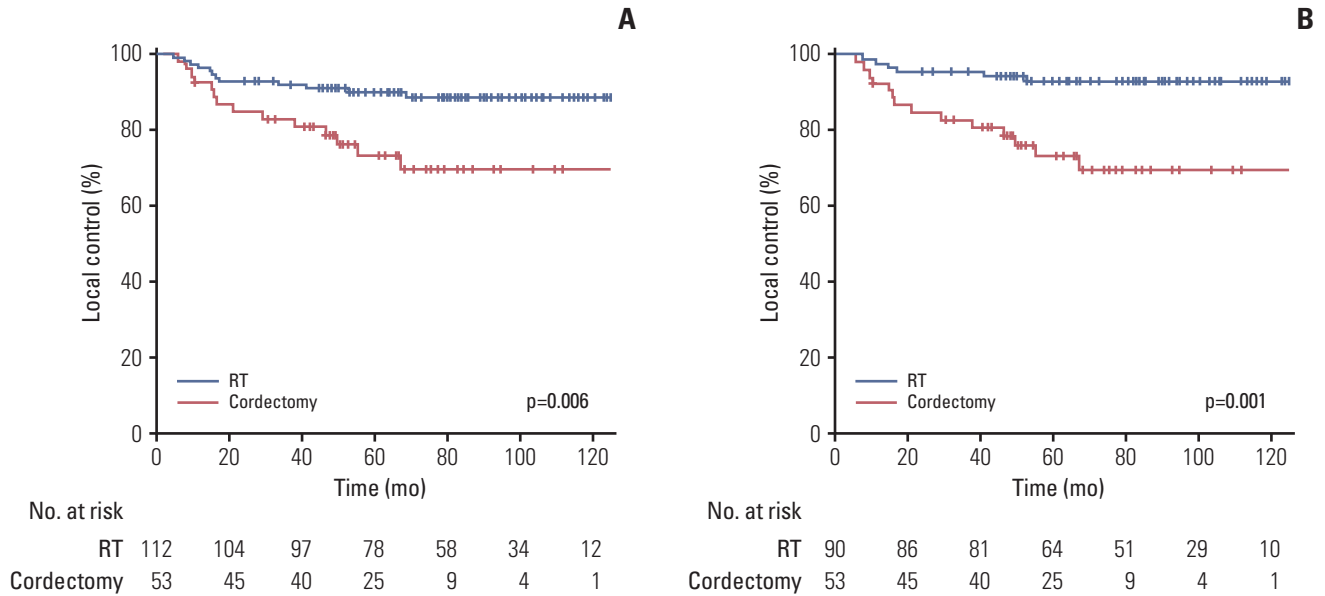 A
100
80
60
40
20
0
Local control (%)
RT
Cordectomy
p=0.006
0 20 40 60 80 100 120
Time (mo)
No. at risk
RT 112 104 97 78 58 34 12
Cordectomy 53 45 40 25 9 4 1
B
100
80
60
40
20
0
Local control (%)
RT
Cordectomy
p=0.001
0 20 40 60 80 100 120
Time (mo)
No. at risk
RT 90 86 81 64 51 29 10
Cordectomy 53 45 40 25 9 4 1